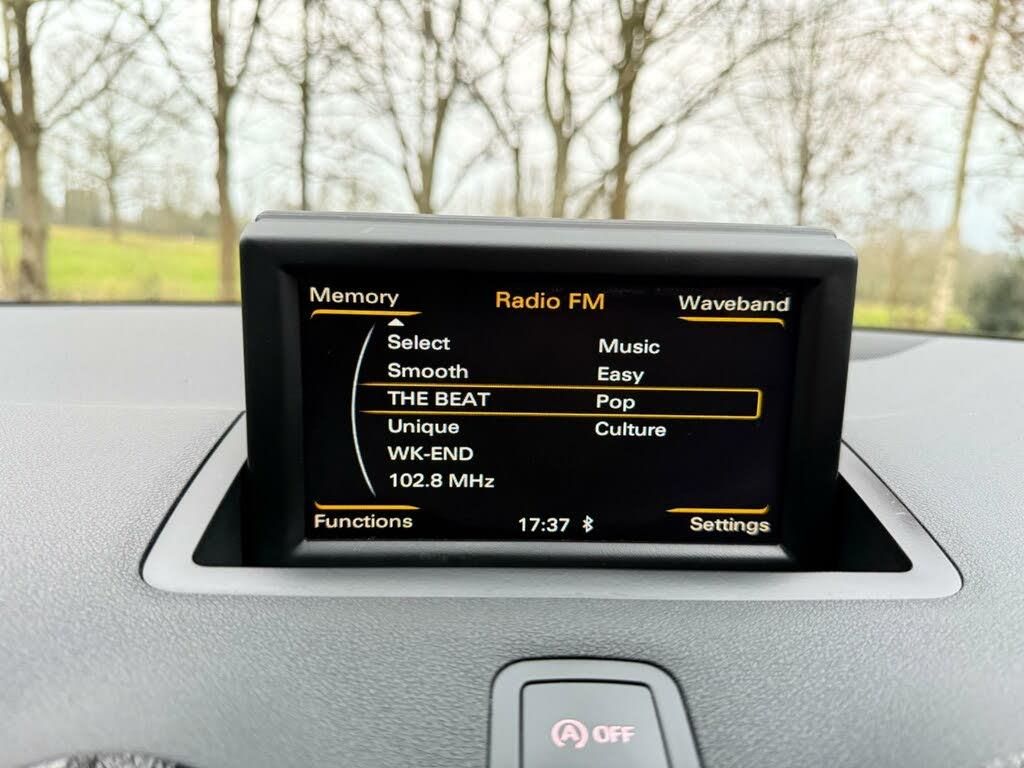 Memory Radio FM Waveband
Select Music
Smooth Easy
THE BEAT Pop
Unique Culture
WK-END
102.8 MHz
Functions 17:37 Settings
A OFF